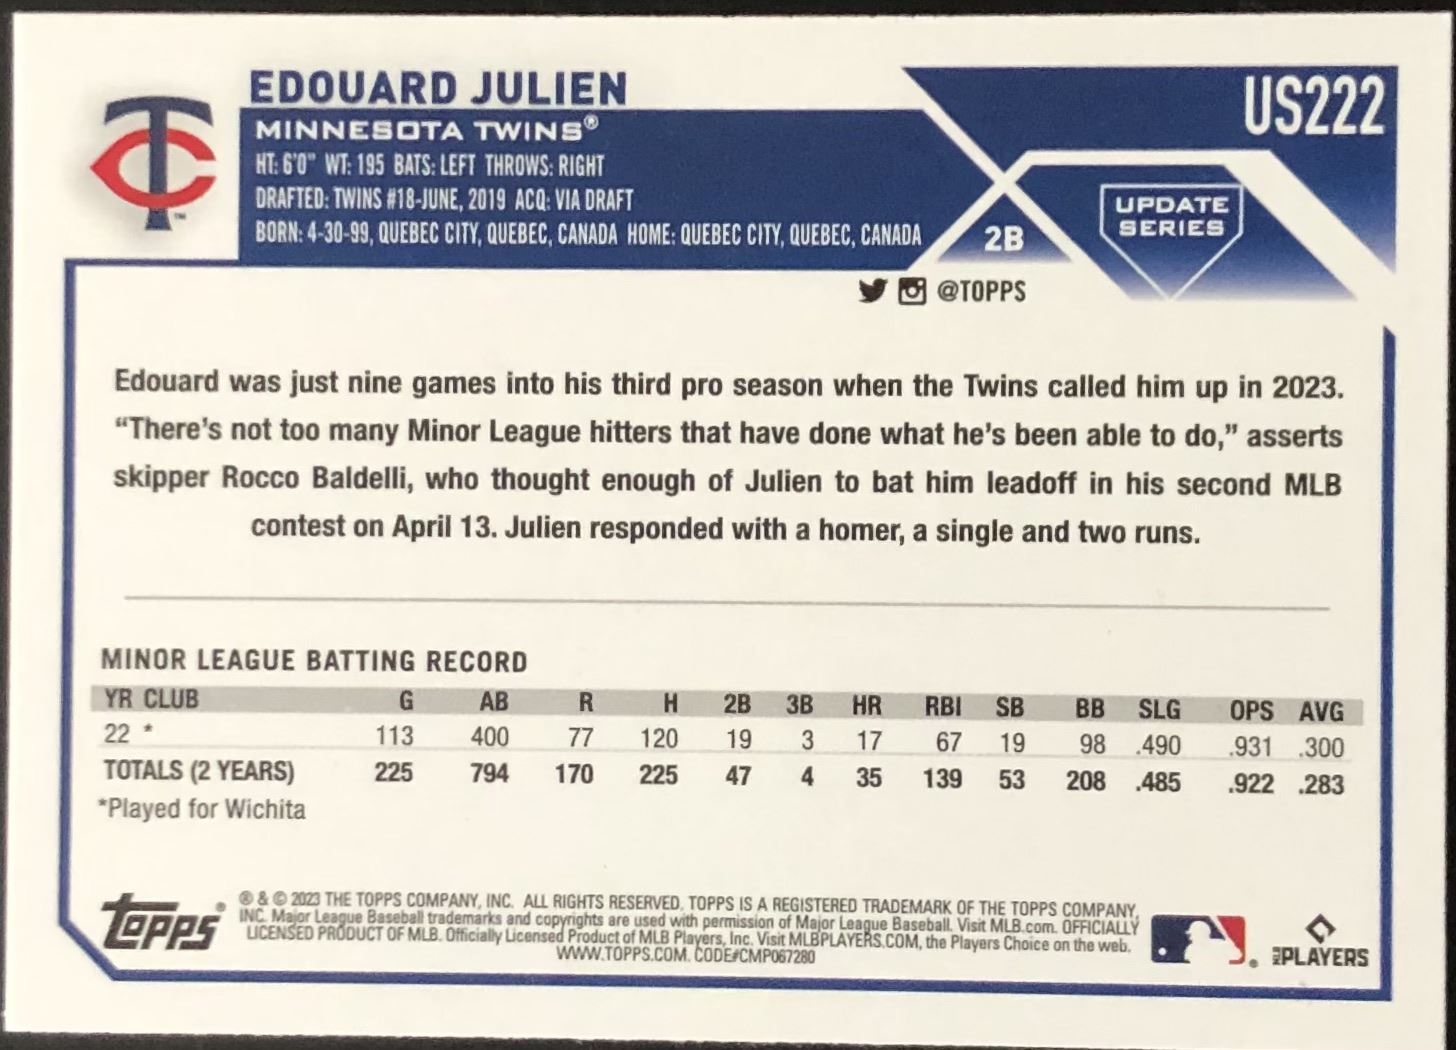 EDOUARD JULIEN
US222
MINNESOTA TWINS®
HT: 6'0" WT: 195 BATS: LEFT THROWS: RIGHT
DRAFTED: TWINS #18-JUNE, 2019 ACQ: VIA DRAFT
BORN: 4-30-99, QUEBEC CITY, QUEBEC, CANADA HOME: QUEBEC CITY, QUEBEC, CANADA
2B
UPDATE
SERIES
TC™
@TOPPS
Edouard was just nine games into his third pro season when the Twins called him up in 2023.
“There’s not too many Minor League hitters that have done what he’s been able to do,” asserts
skipper Rocco Baldelli, who thought enough of Julien to bat him leadoff in his second MLB
contest on April 13. Julien responded with a homer, a single and two runs.
MINOR LEAGUE BATTING RECORD
YR CLUB G AB R H 2B 3B HR RBI SB BB SLG OPS AVG
22 * 113 400 77 120 19 3 17 67 19 98 .490 .931 .300
TOTALS (2 YEARS) 225 794 170 225 47 4 35 139 53 208 .485 .922 .283
*Played for Wichita
TOPPS®
® & © 2023 THE TOPPS COMPANY, INC. ALL RIGHTS RESERVED. TOPPS IS A REGISTERED TRADEMARK OF THE TOPPS COMPANY,
INC. Major League Baseball trademarks and copyrights are used with permission of Major League Baseball. Visit MLB.com. OFFICIALLY
LICENSED PRODUCT OF MLB. Officially Licensed Product of MLB Players, Inc. Visit MLBPLAYERS.COM, the Players Choice on the web.
WWW.TOPPS.COM. CODE#CMP067280
MLB PLAYERS